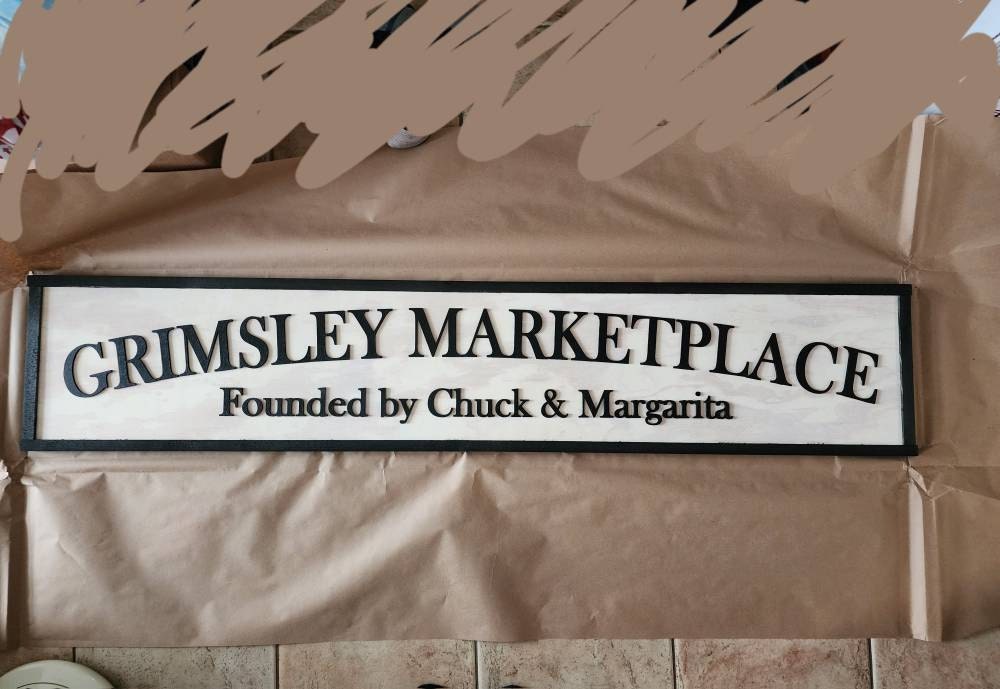 GRIMSLEY MARKETPLACE
Founded by Chuck & Margarita